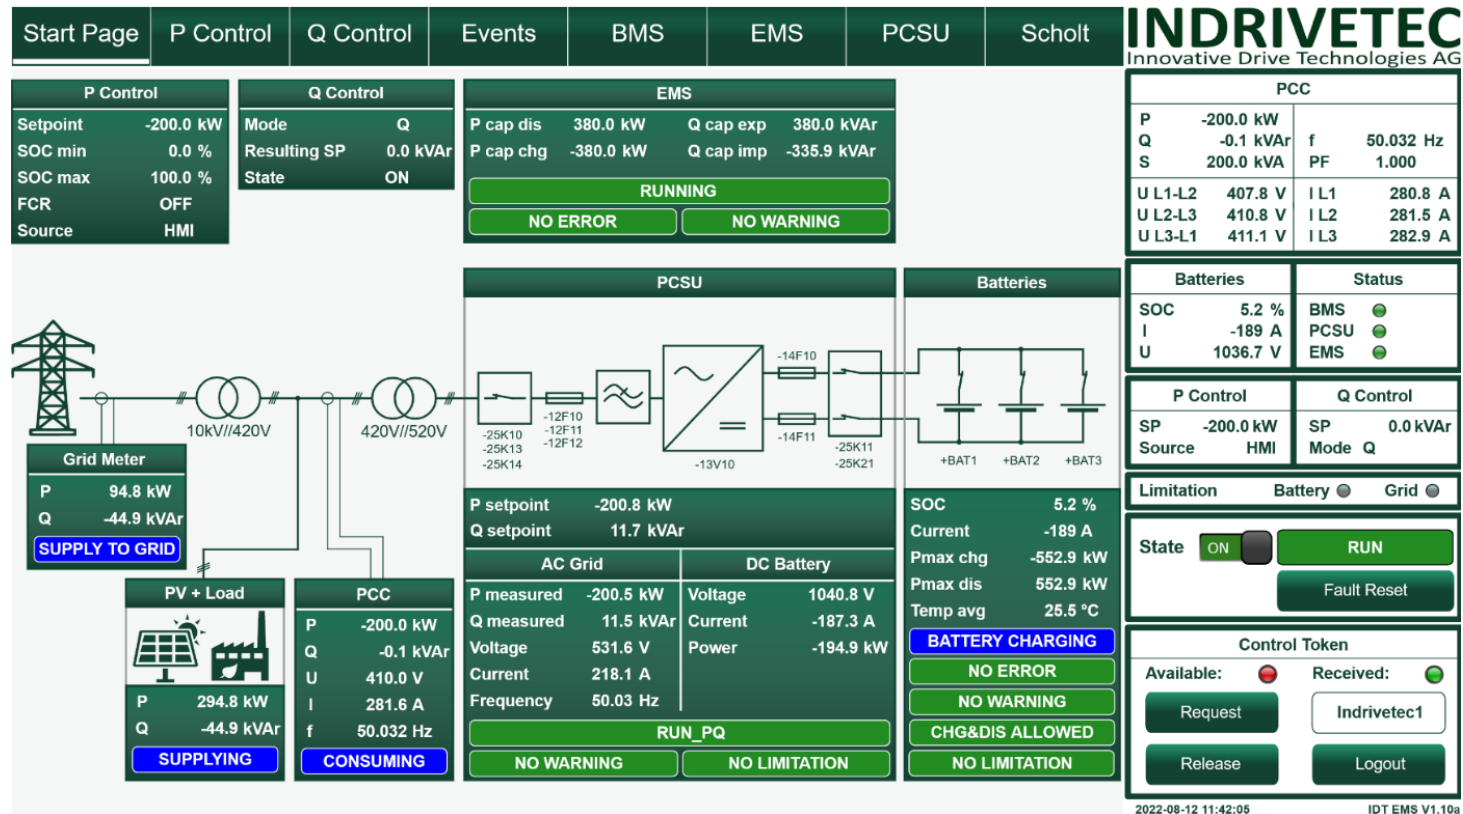 Start Page P Control Q Control Events BMS EMS PCSU Scholt
INDRIVETEC
Innovative Drive Technologies AG
P Control
Setpoint -200.0 kW
SOC min 0.0 %
SOC max 100.0 %
FCR OFF
Source HMI
Q Control
Mode Q
Resulting SP 0.0 kVAr
State ON
EMS
P cap dis 380.0 kW Q cap exp 380.0 kVAr
P cap chg -380.0 kW Q cap imp -335.9 kVAr
RUNNING
NO ERROR NO WARNING
PCC
P -200.0 kW
Q -0.1 kVAr f 50.032 Hz
S 200.0 kVA PF 1.000
U L1-L2 407.8 V I L1 280.8 A
U L2-L3 410.8 V I L2 281.5 A
U L3-L1 411.1 V I L3 282.9 A
Batteries Status
SOC 5.2 % BMS
I -189 A PCSU
U 1036.7 V EMS
P Control Q Control
SP -200.0 kW SP 0.0 kVAr
Source HMI Mode Q
Limitation Battery Grid
State ON RUN
Fault Reset
Control Token
Available: Received:
Request Indrivetec1
Release Logout
2022-08-12 11:42:05 IDT EMS V1.10a
10kV//420V
420V//520V
PCSU
-25K10
-25K13
-25K14
-12F10
-12F11
-12F12
-13V10
-14F10
-14F11
-25K11
-25K21
Batteries
+BAT1 +BAT2 +BAT3
Grid Meter
P 94.8 kW
Q -44.9 kVAr
SUPPLY TO GRID
PV + Load
P 294.8 kW
Q -44.9 kVAr
SUPPLYING
PCC
P -200.0 kW
Q -0.1 kVAr
U 410.0 V
I 281.6 A
f 50.032 Hz
CONSUMING
P setpoint -200.8 kW
Q setpoint 11.7 kVAr
AC Grid DC Battery
P measured -200.5 kW Voltage 1040.8 V
Q measured 11.5 kVAr Current -187.3 A
Voltage 531.6 V Power -194.9 kW
Current 218.1 A
Frequency 50.03 Hz
RUN_PQ
NO WARNING NO LIMITATION
SOC 5.2 %
Current -189 A
Pmax chg -552.9 kW
Pmax dis 552.9 kW
Temp avg 25.5 °C
BATTERY CHARGING
NO ERROR
NO WARNING
CHG&DIS ALLOWED
NO LIMITATION